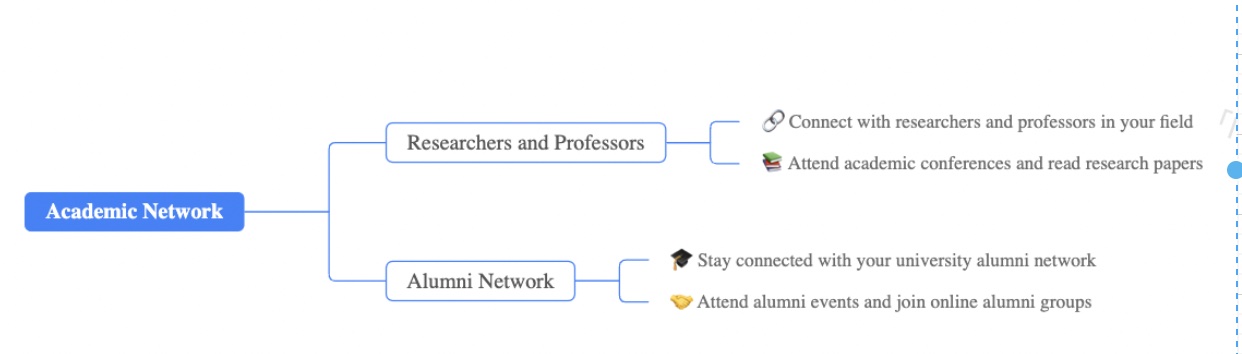 Academic Network
Researchers and Professors
🔗 Connect with researchers and professors in your field
📚 Attend academic conferences and read research papers
Alumni Network
🎓 Stay connected with your university alumni network
🤝 Attend alumni events and join online alumni groups